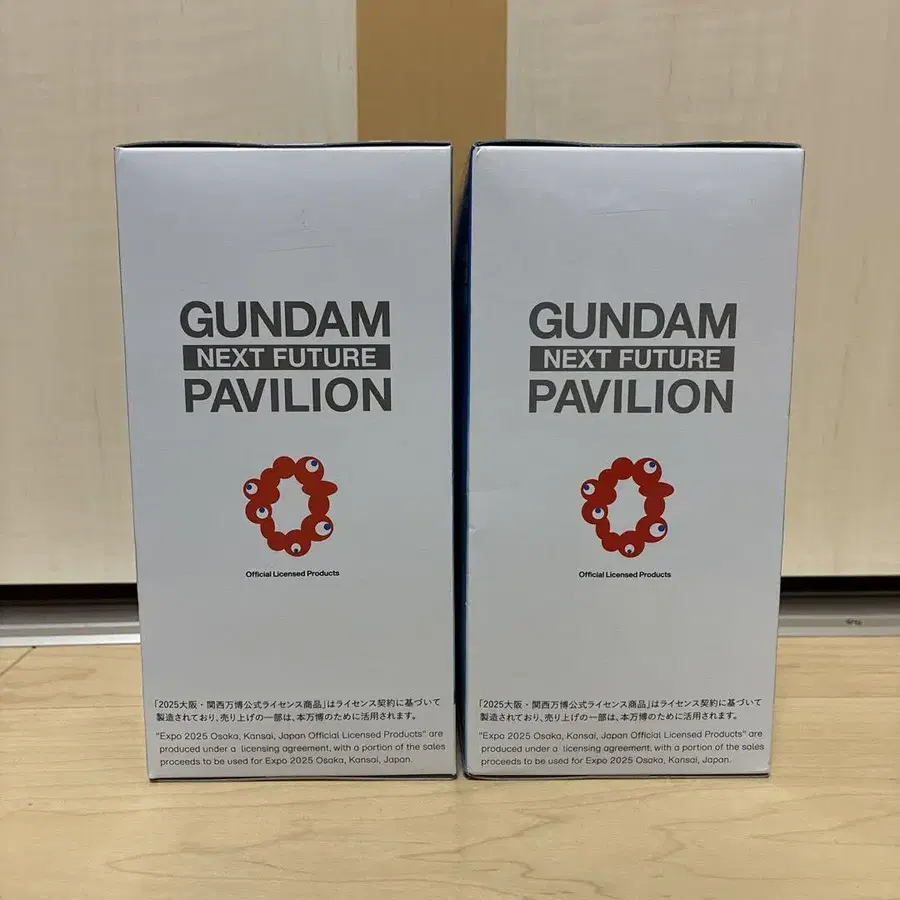 GUNDAM
NEXT FUTURE
PAVILION
Official Licensed Products
「2025大阪・関西万博公式ライセンス商品」はライセンス契約に基づいて
製造されており、売り上げの一部は、本万博のために活用されます。
"Expo 2025 Osaka, Kansai, Japan Official Licensed Products" are
produced under a licensing agreement, with a portion of the sales
proceeds to be used for Expo 2025 Osaka, Kansai, Japan.
GUNDAM
NEXT FUTURE
PAVILION
Official Licensed Products
「2025大阪・関西万博公式ライセンス商品」はライセンス契約に基づいて
製造されており、売り上げの一部は、本万博のために活用されます。
"Expo 2025 Osaka, Kansai, Japan Official Licensed Products" are
produced under a licensing agreement, with a portion of the sales
proceeds to be used for Expo 2025 Osaka, Kansai, Japan.